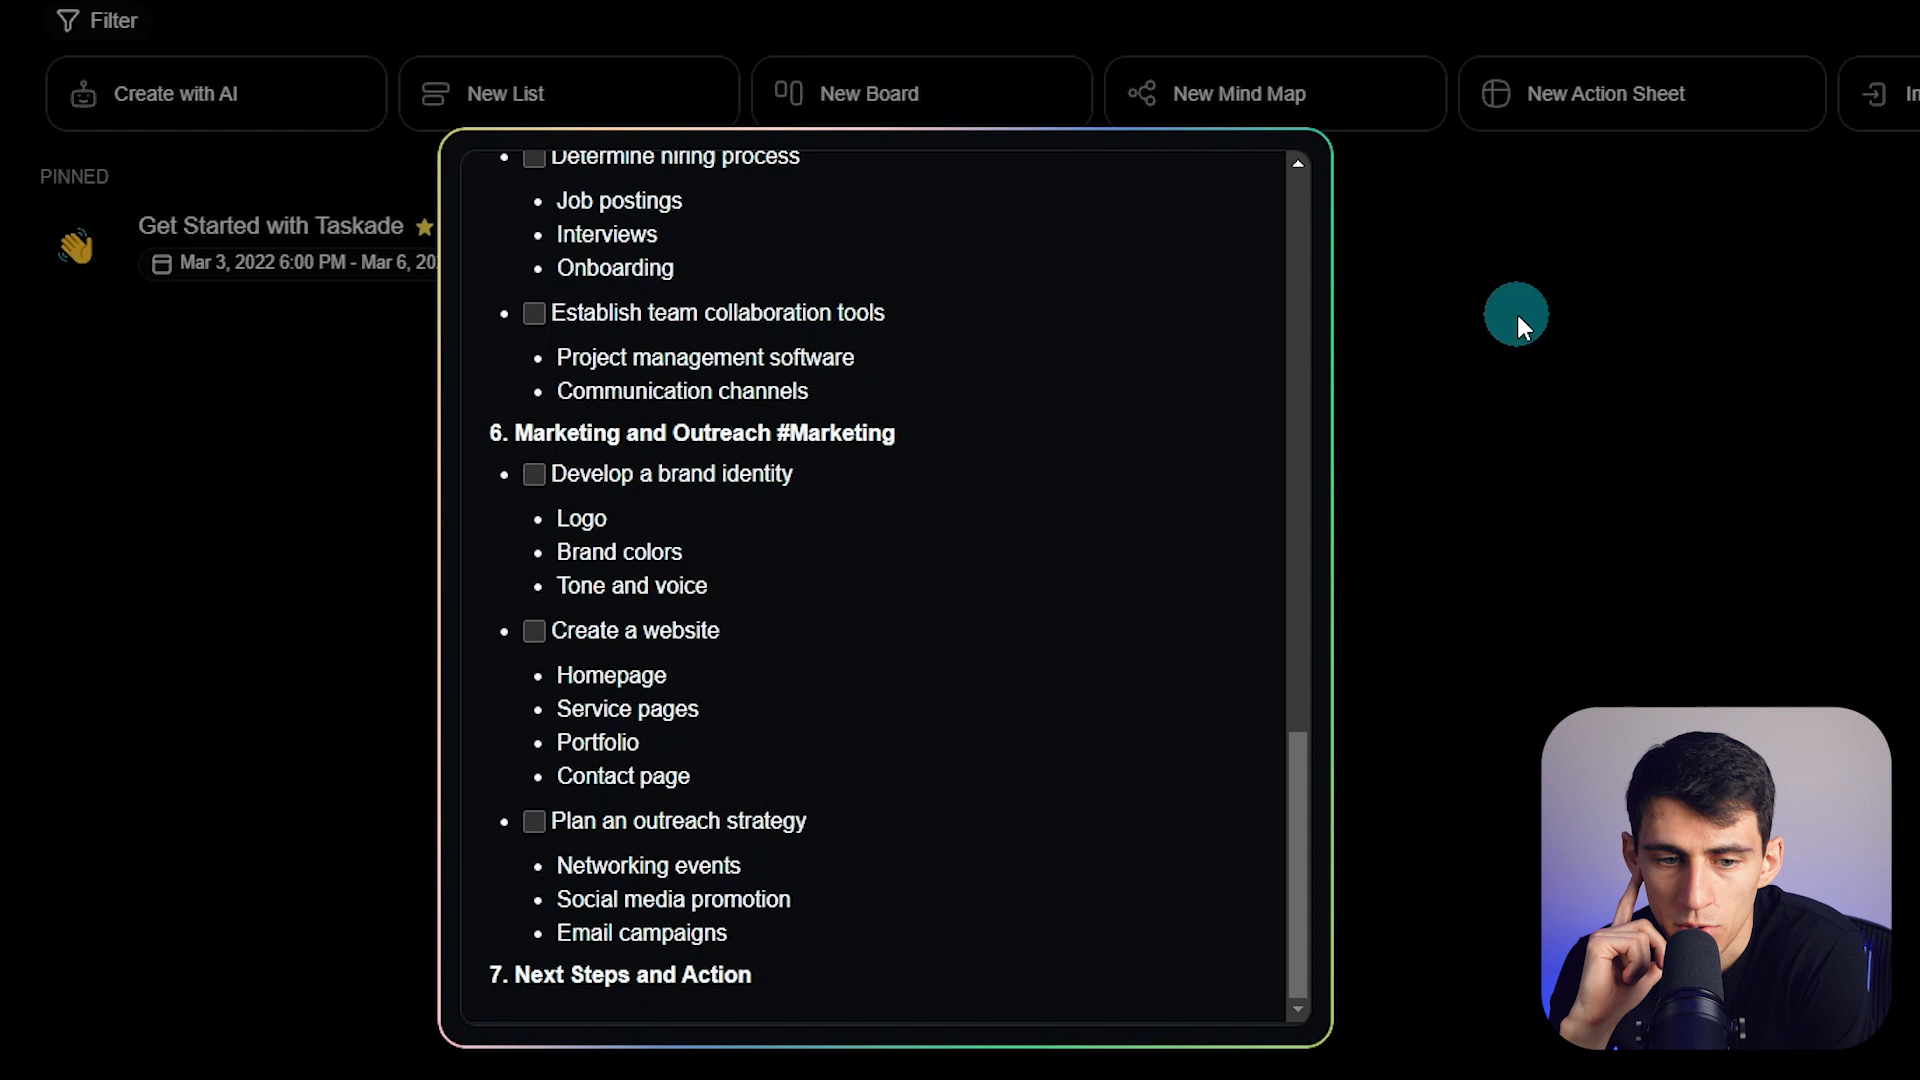 Filter
Create with AI
New List
New Board
New Mind Map
New Action Sheet
PINNED
Get Started with Taskade
Mar 3, 2022 6:00 PM - Mar 6, 20
Determine hiring process
Job postings
Interviews
Onboarding
Establish team collaboration tools
Project management software
Communication channels
6. Marketing and Outreach #Marketing
Develop a brand identity
Logo
Brand colors
Tone and voice
Create a website
Homepage
Service pages
Portfolio
Contact page
Plan an outreach strategy
Networking events
Social media promotion
Email campaigns
7. Next Steps and Action